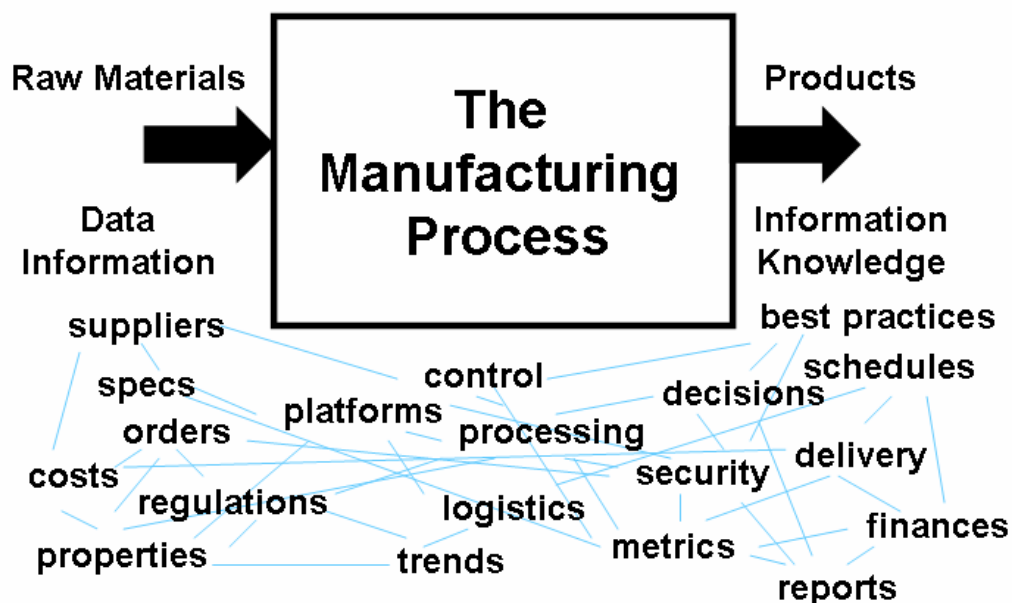 Raw Materials
The
Manufacturing
Process
Products
Data
Information
Information
Knowledge
suppliers
best practices
specs
control
schedules
platforms
decisions
orders
processing
costs
security
delivery
regulations
logistics
finances
properties
trends
metrics
reports